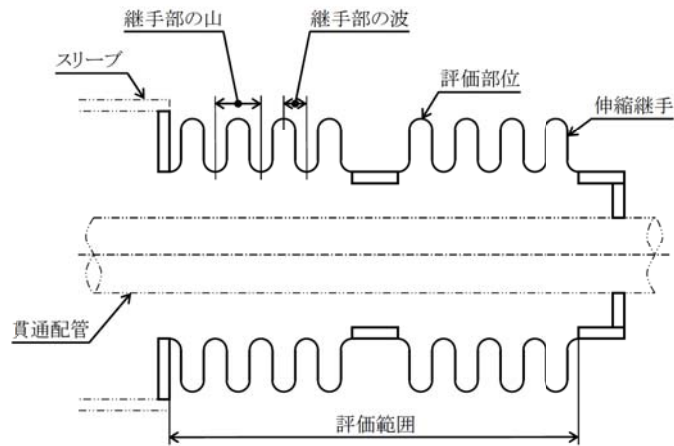 継手部の山
継手部の波
スリーブ
評価部位
伸縮継手
貫通配管
評価範囲